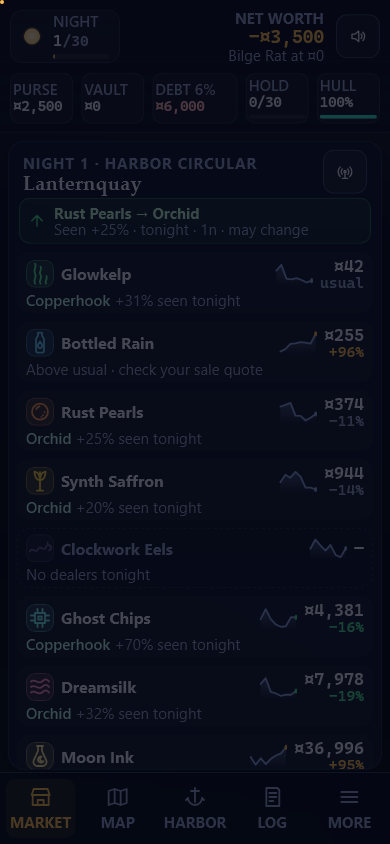 NIGHT
1/30
NET WORTH
−¤3,500
Bilge Rat at ¤0
PURSE
¤2,500
VAULT
¤0
DEBT 6%
¤6,000
HOLD
0/30
HULL
100%
NIGHT 1 · HARBOR CIRCULAR
Lanternquay
Rust Pearls → Orchid
Seen +25% · tonight · 1n · may change
Glowkelp
¤42
usual
Copperhook +31% seen tonight
Bottled Rain
¤255
+96%
Above usual · check your sale quote
Rust Pearls
¤374
−11%
Orchid +25% seen tonight
Synth Saffron
¤944
−14%
Orchid +20% seen tonight
Clockwork Eels
–
No dealers tonight
Ghost Chips
¤4,381
−16%
Copperhook +70% seen tonight
Dreamsilk
¤7,978
−19%
Orchid +32% seen tonight
Moon Ink
¤36,996
+95%
MARKET
MAP
HARBOR
LOG
MORE